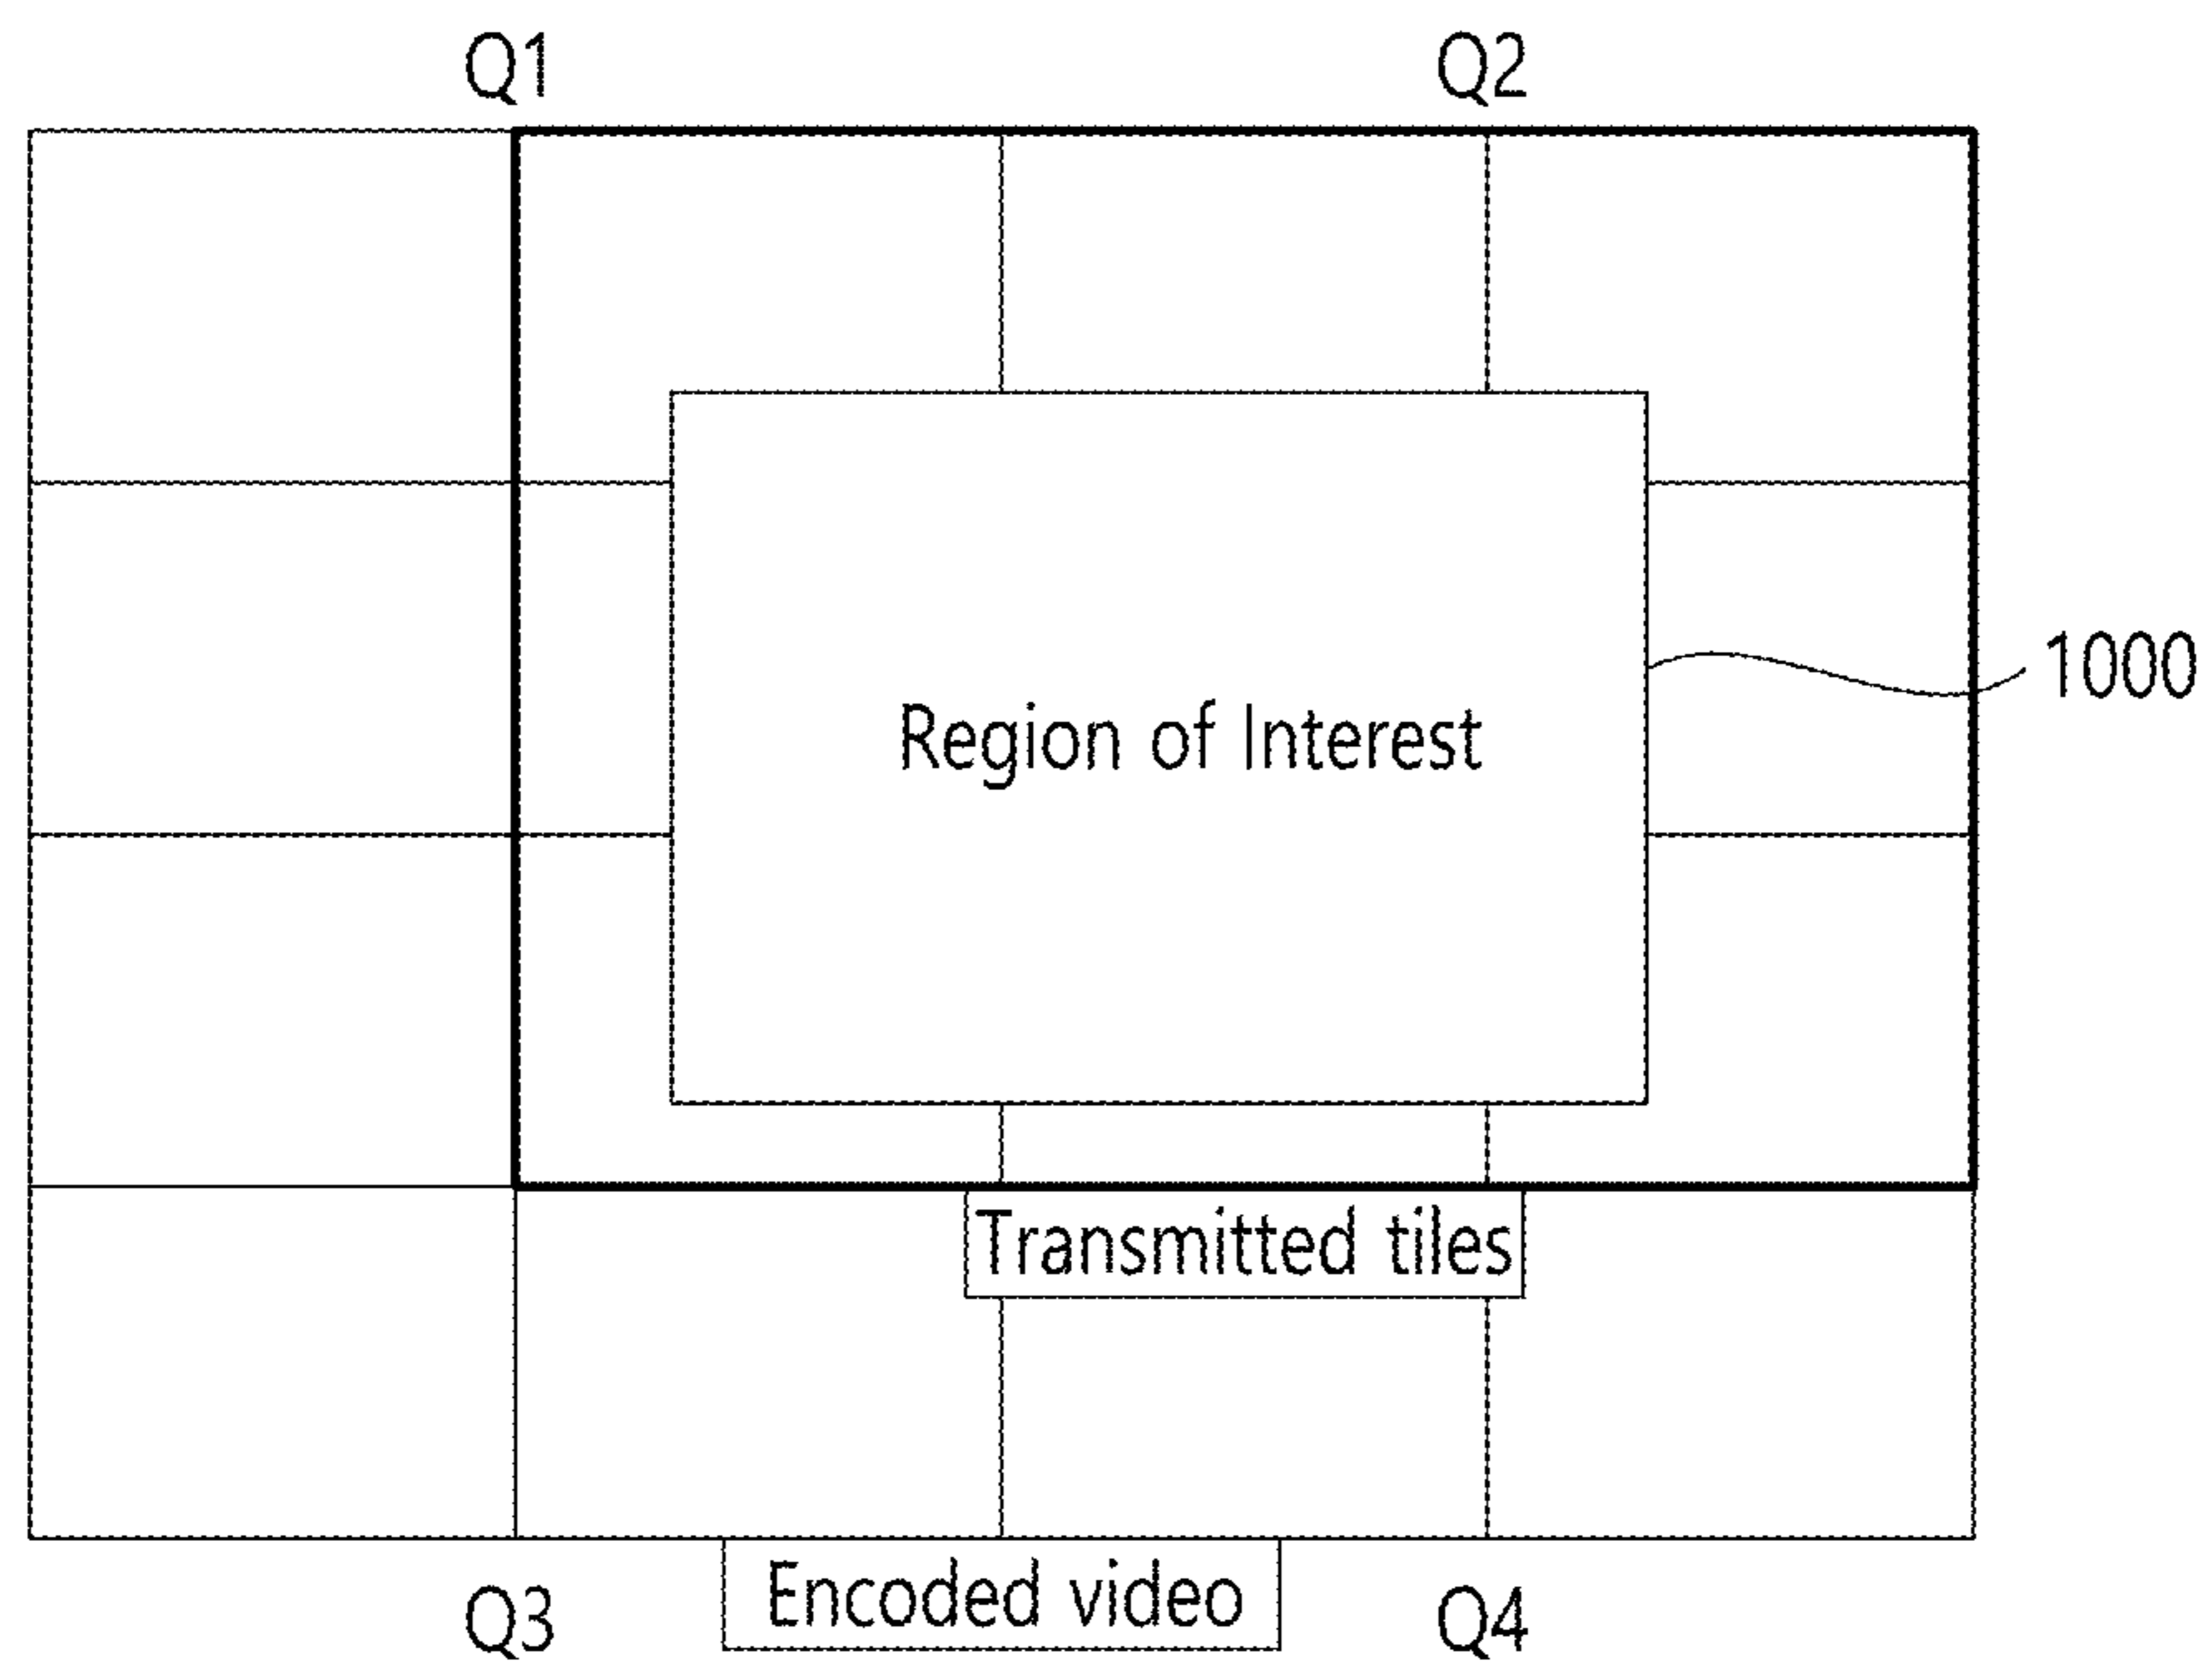 Q1 Q2
1000
Region of Interest
Transmitted tiles
Encoded video
Q3 Q4